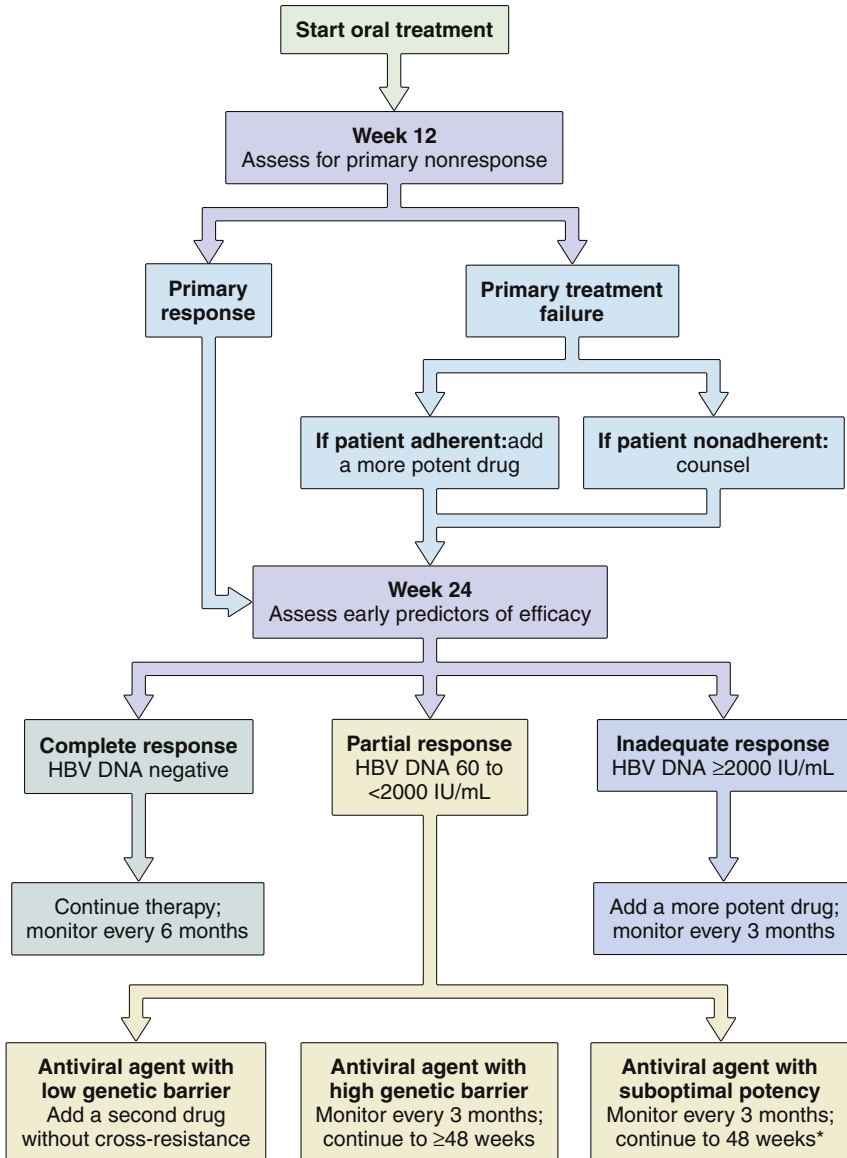 Start oral treatment
Week 12
Assess for primary nonresponse
Primary
response
Primary treatment
failure
If patient adherent:add
a more potent drug
If patient nonadherent:
counsel
Week 24
Assess early predictors of efficacy
Complete response
HBV DNA negative
Partial response
HBV DNA 60 to
<2000 IU/mL
Inadequate response
HBV DNA ≥2000 IU/mL
Continue therapy;
monitor every 6 months
Add a more potent drug;
monitor every 3 months
Antiviral agent with
low genetic barrier
Add a second drug
without cross-resistance
Antiviral agent with
high genetic barrier
Monitor every 3 months;
continue to ≥48 weeks
Antiviral agent with
suboptimal potency
Monitor every 3 months;
continue to 48 weeks*